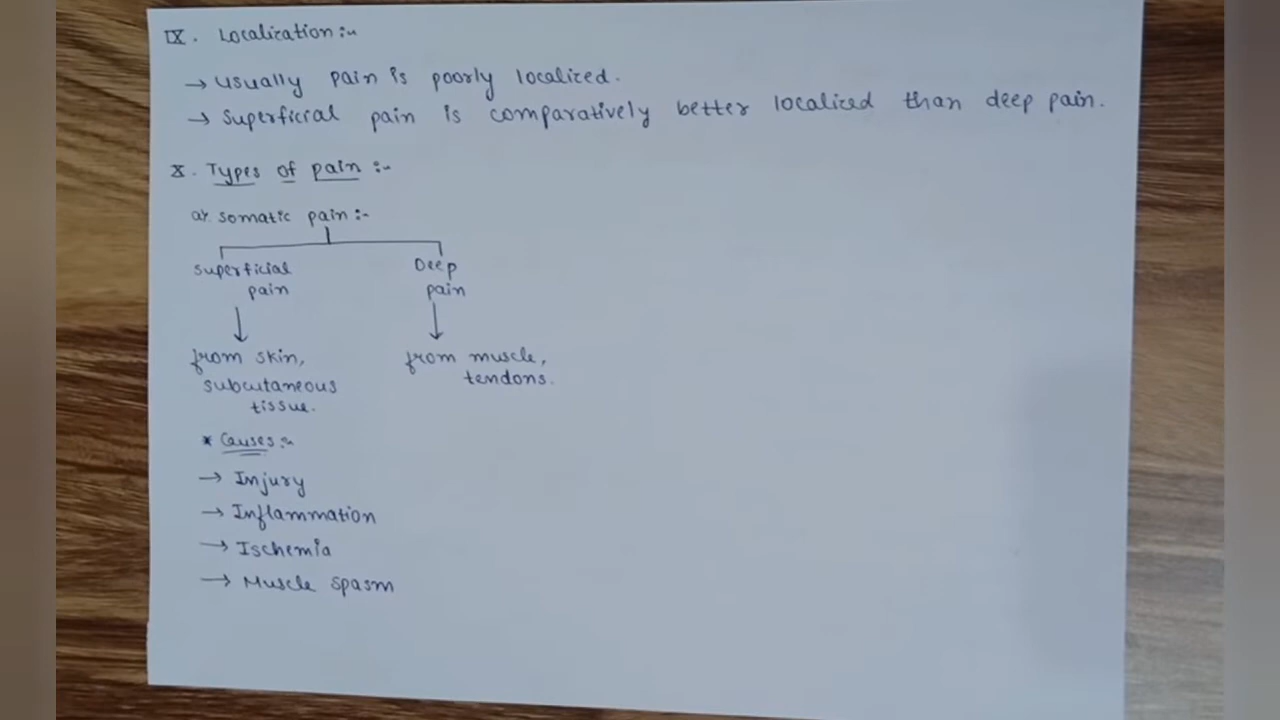 IX. Localization :-
→ Usually pain is poorly localized.
→ Superficial pain is comparatively better localized than deep pain.
X. Types of pain :-
a) Somatic pain :-
Superficial pain
Deep pain
from skin, subcutaneous tissue.
from muscle, tendons.
* Causes :-
→ Injury
→ Inflammation
→ Ischemia
→ Muscle spasm